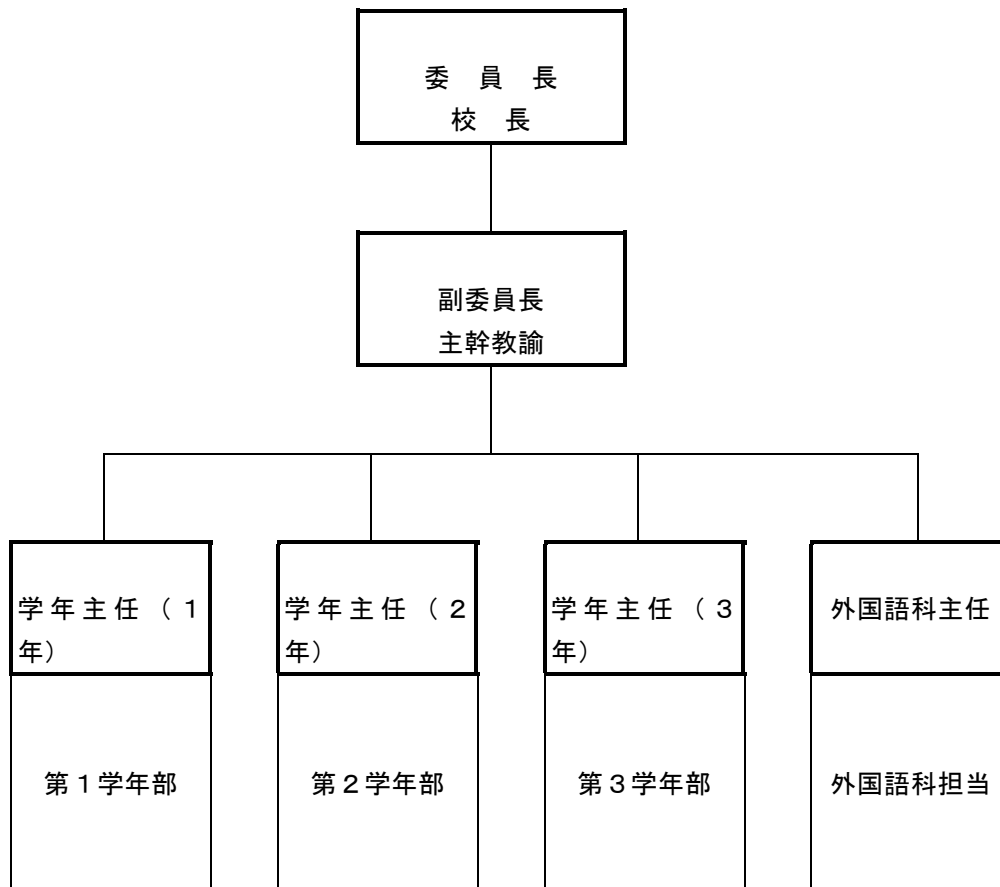 委　員　長
校　長
副委員長
主幹教諭
学年主任（１
年）
学年主任（２
年）
学年主任（３
年）
外国語科主任
第１学年部
第２学年部
第３学年部
外国語科担当